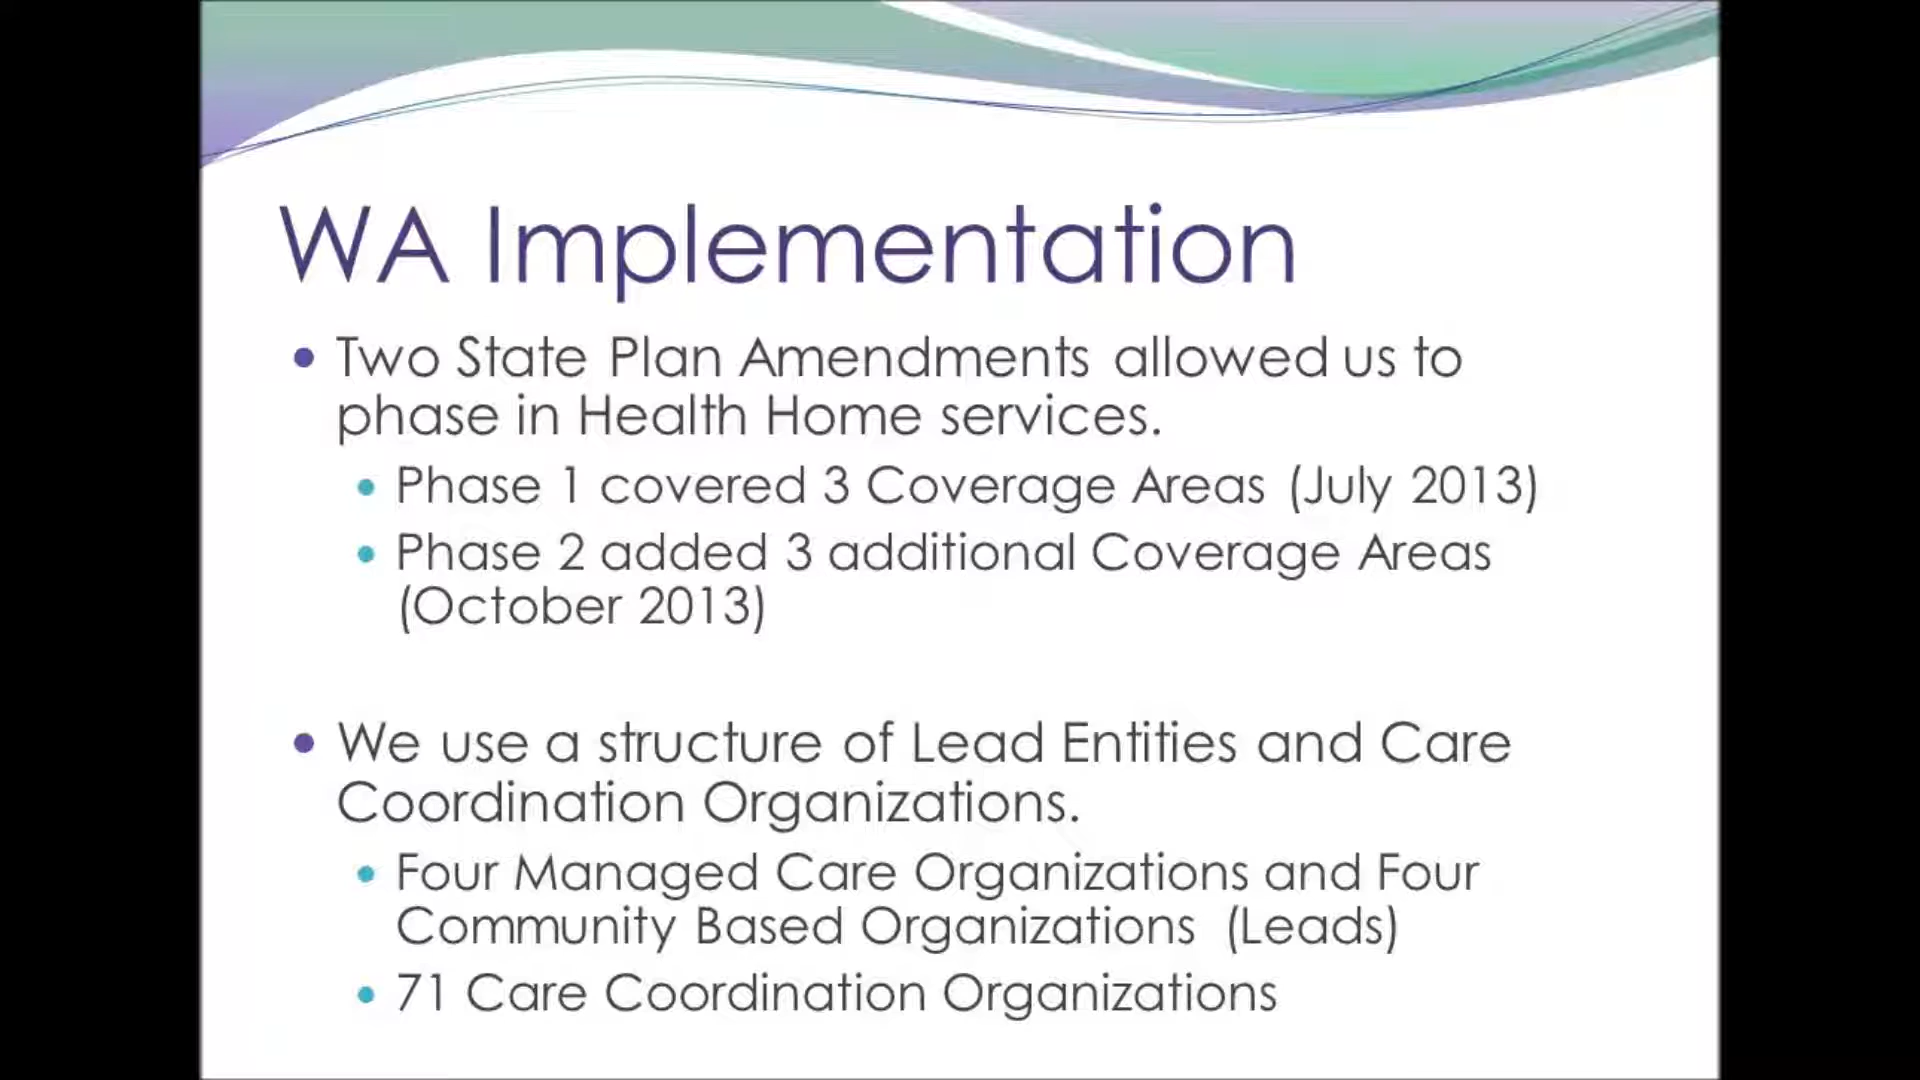 WA Implementation
• Two State Plan Amendments allowed us to
phase in Health Home services.
• Phase 1 covered 3 Coverage Areas (July 2013)
• Phase 2 added 3 additional Coverage Areas
(October 2013)
• We use a structure of Lead Entities and Care
Coordination Organizations.
• Four Managed Care Organizations and Four
Community Based Organizations (Leads)
• 71 Care Coordination Organizations